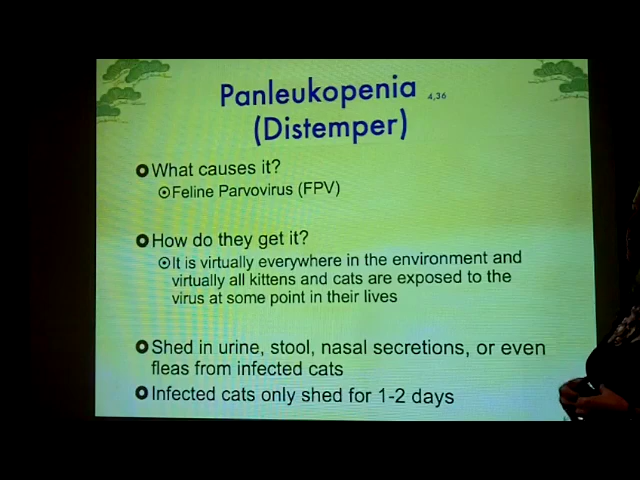 Panleukopenia 4,36
(Distemper)
What causes it?
Feline Parvovirus (FPV)
How do they get it?
It is virtually everywhere in the environment and
virtually all kittens and cats are exposed to the
virus at some point in their lives
Shed in urine, stool, nasal secretions, or even
fleas from infected cats
Infected cats only shed for 1-2 days